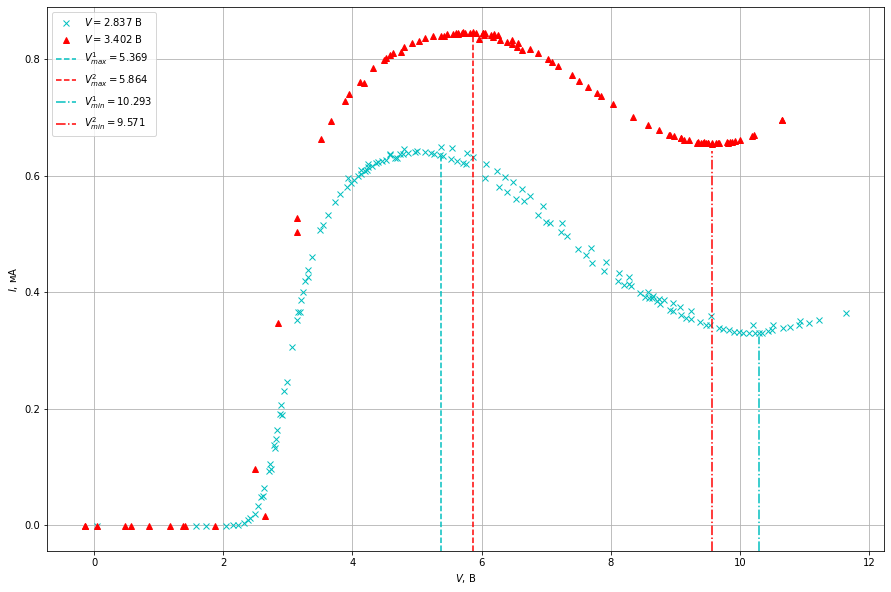 V = 2.837 В
V = 3.402 В
V¹max = 5.369
V²max = 5.864
V¹min = 10.293
V²min = 9.571
I, мА
0.8
0.6
0.4
0.2
0.0
0 2 4 6 8 10 12
V, В